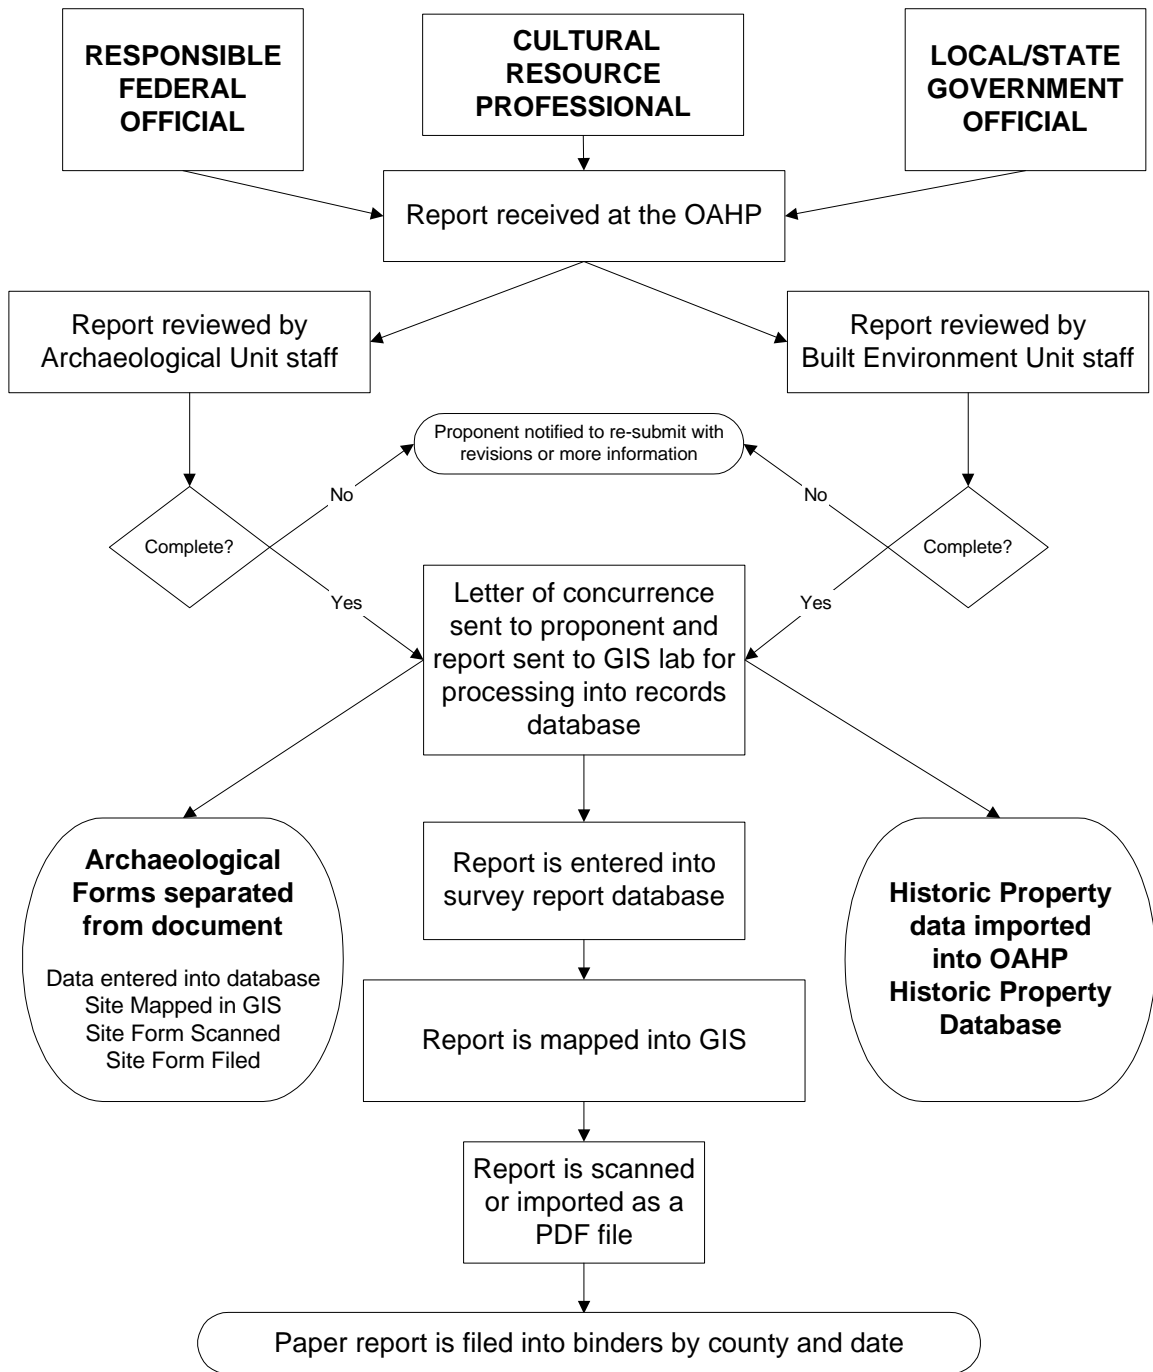 RESPONSIBLE
FEDERAL
OFFICIAL
CULTURAL
RESOURCE
PROFESSIONAL
LOCAL/STATE
GOVERNMENT
OFFICIAL
Report received at the OAHP
Report reviewed by
Archaeological Unit staff
Report reviewed by
Built Environment Unit staff
Proponent notified to re-submit with
revisions or more information
No
No
Complete?
Complete?
Yes
Yes
Letter of concurrence
sent to proponent and
report sent to GIS lab for
processing into records
database
Archaeological
Forms separated
from document
Data entered into database
Site Mapped in GIS
Site Form Scanned
Site Form Filed
Report is entered into
survey report database
Historic Property
data imported
into OAHP
Historic Property
Database
Report is mapped into GIS
Report is scanned
or imported as a
PDF file
Paper report is filed into binders by county and date